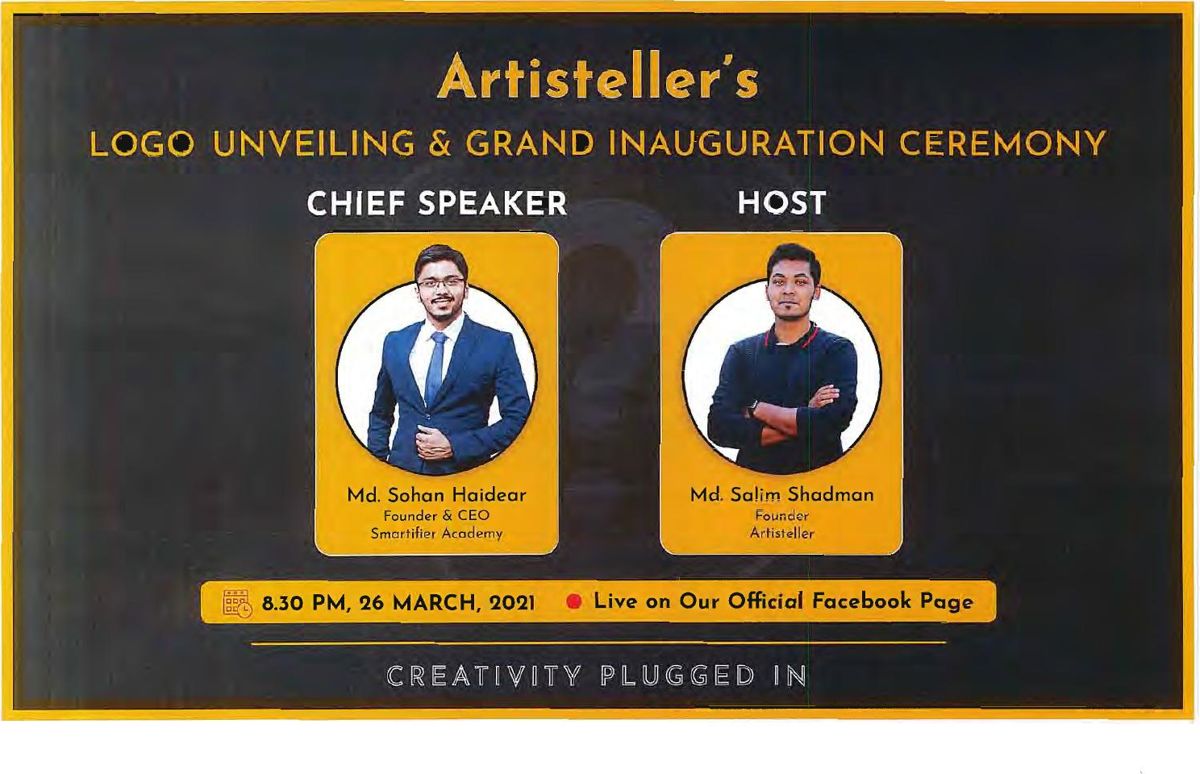 Artisteller's
LOGO UNVEILING & GRAND INAUGURATION CEREMONY
CHIEF SPEAKER
HOST
Md. Sohan Haidear
Founder & CEO
Smartifier Academy
Md. Salim Shadman
Founder
Artisteller
8.30 PM, 26 MARCH, 2021
Live on Our Official Facebook Page
CREATIVITY PLUGGED IN